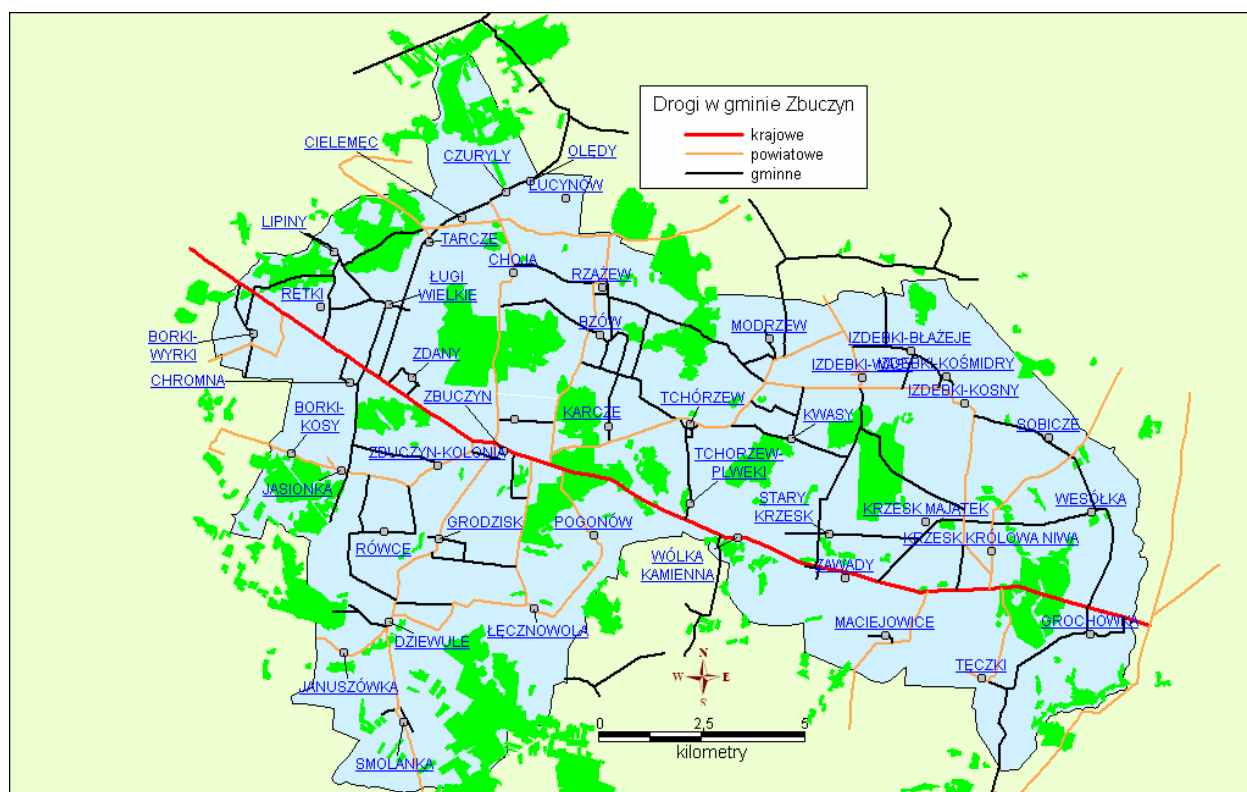 Drogi w gminie Zbuczyn
krajowe
powiatowe
gminne
CIELEMĘC
CZURYLY
OLĘDY
ŁUCYNÓW
LIPINY
TARCZE
CHOJA
RZĄŻEW
RĘTKI
ŁUGI
WIELKIE
BORKI-
WYRKI
BZÓW
MODRZEW
IZDEBKI-BŁAŻEJE
IZDEBKI-KOŚMIDRY
IZDEBKI-KOSNY
CHROMNA
ZDANY
ZBUCZYN
BORKI-
KOSY
KARCZE
TCHÓRZEW
KWASY
SOBICZE
ZBUCZYN-KOLONIA
TCHORZEW-
PLWEKI
JASIONKA
STARY
KRZESK
WESÓŁKA
KRZESK MAJĄTEK
GRODZISK
POGONÓW
RÓWCE
KRZESK KRÓLOWA NIWA
WÓLKA
KAMIENNA
ZAWADY
DZIEWULE
ŁĘCZNOWOLA
MACIEJOWICE
GROCHÓWKA
JANUSZÓWKA
TĘCZKI
SMOLANKA
N
W E
S
0 2,5 5
kilometry